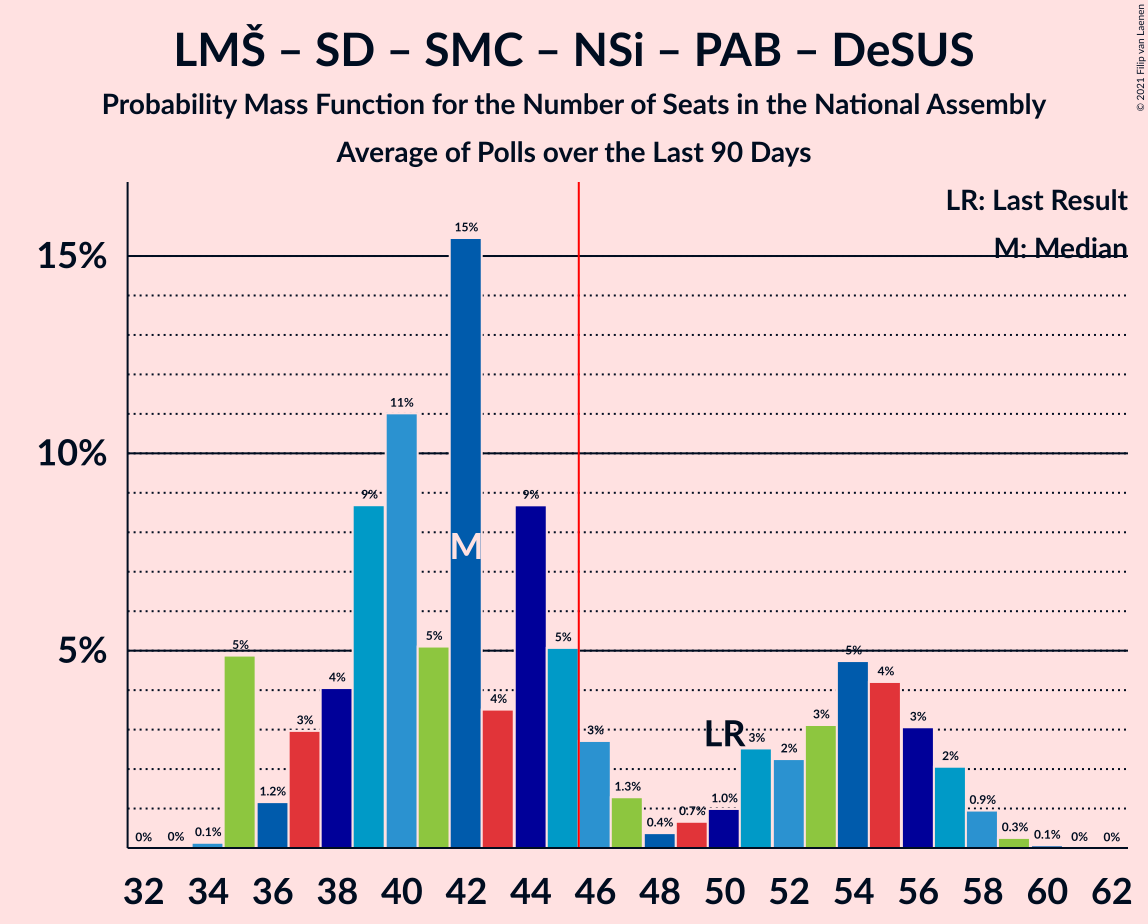 LMŠ – SD – SMC – NSi – PAB – DeSUS
Probability Mass Function for the Number of Seats in the National Assembly
Average of Polls over the Last 90 Days
© 2021 Filip van Laenen
LR: Last Result
M: Median
15%
10%
5%
0% 0% 0.1% 5% 1.2% 3% 4% 9% 11% 5% 15% 4% 9% 5% 3% 1.3% 0.4% 0.7% 1.0% 3% 2% 3% 5% 4% 3% 2% 0.9% 0.3% 0.1% 0% 0%
M
LR
32 34 36 38 40 42 44 46 48 50 52 54 56 58 60 62